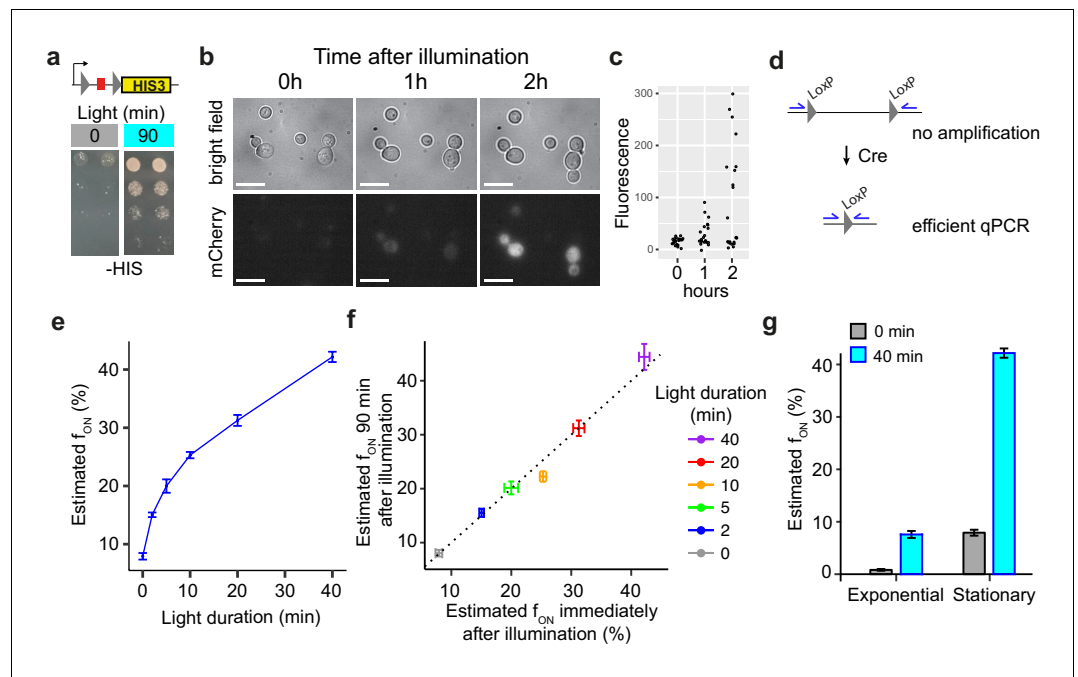 a
HIS3
Light (min)
0 90
-HIS
b
Time after illumination
0h 1h 2h
bright field
mCherry
c
Fluorescence
300
200
100
0
0 1 2
hours
d
LoxP LoxP
no amplification
Cre
LoxP
efficient qPCR
e
Estimated fON (%)
40
30
20
10
0 10 20 30 40
Light duration (min)
f
Estimated fON 90 min
after illumination
40
30
20
10
10 20 30 40
Estimated fON immediately
after illumination (%)
Light duration
(min)
40
20
10
5
2
0
g
0 min
40 min
Estimated fON (%)
40
30
20
10
0
Exponential Stationary